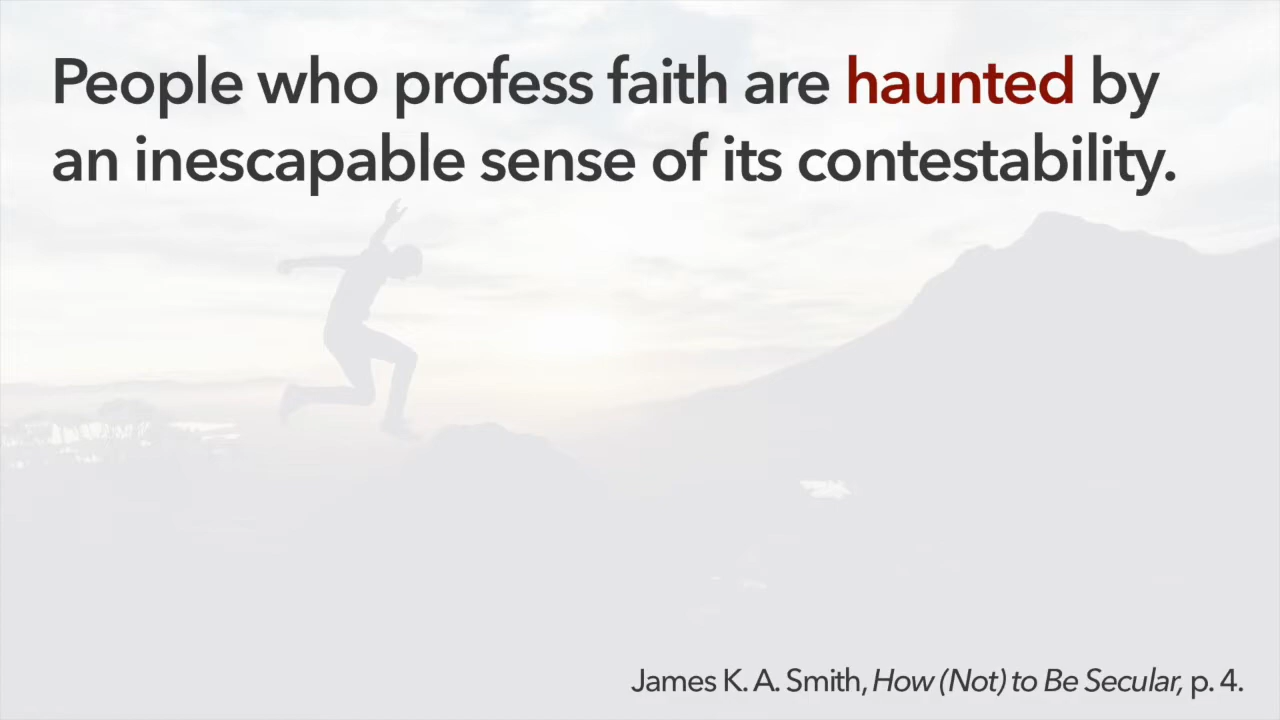 People who profess faith are haunted by
an inescapable sense of its contestability.
James K. A. Smith, How (Not) to Be Secular, p. 4.